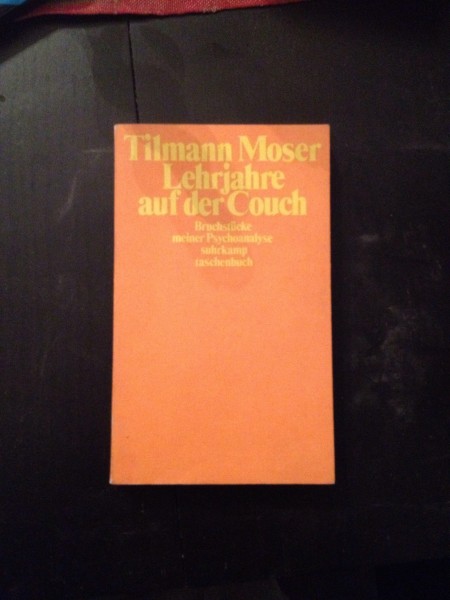 Tilmann Moser
Lehrjahre
auf der Couch
Bruchstücke
meiner Psychoanalyse
suhrkamp
taschenbuch